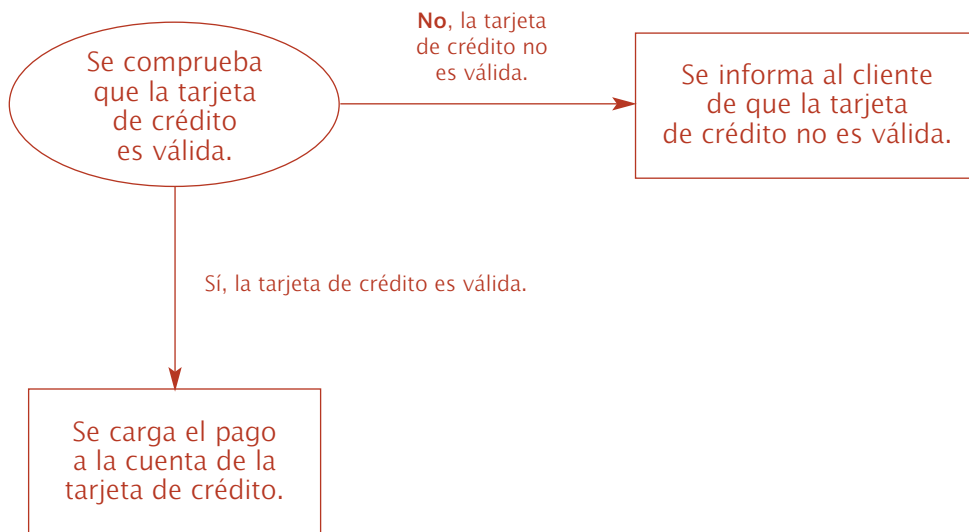 Se comprueba
que la tarjeta
de crédito
es válida.
No, la tarjeta
de crédito no
es válida.
Se informa al cliente
de que la tarjeta
de crédito no es válida.
Sí, la tarjeta de crédito es válida.
Se carga el pago
a la cuenta de la
tarjeta de crédito.